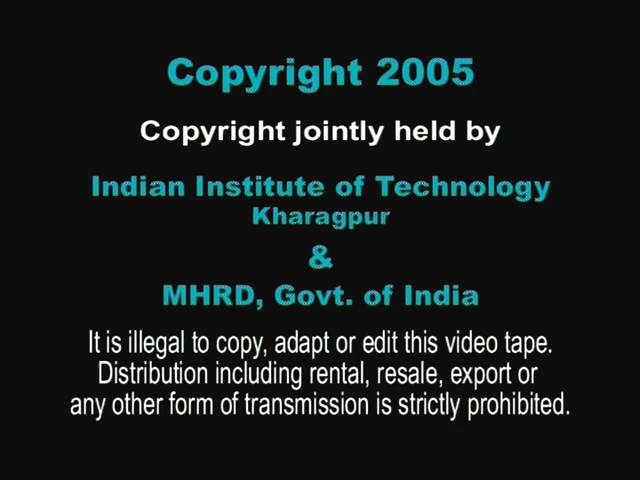 Copyright 2005
Copyright jointly held by
Indian Institute of Technology
Kharagpur
&
MHRD, Govt. of India
It is illegal to copy, adapt or edit this video tape.
Distribution including rental, resale, export or
any other form of transmission is strictly prohibited.